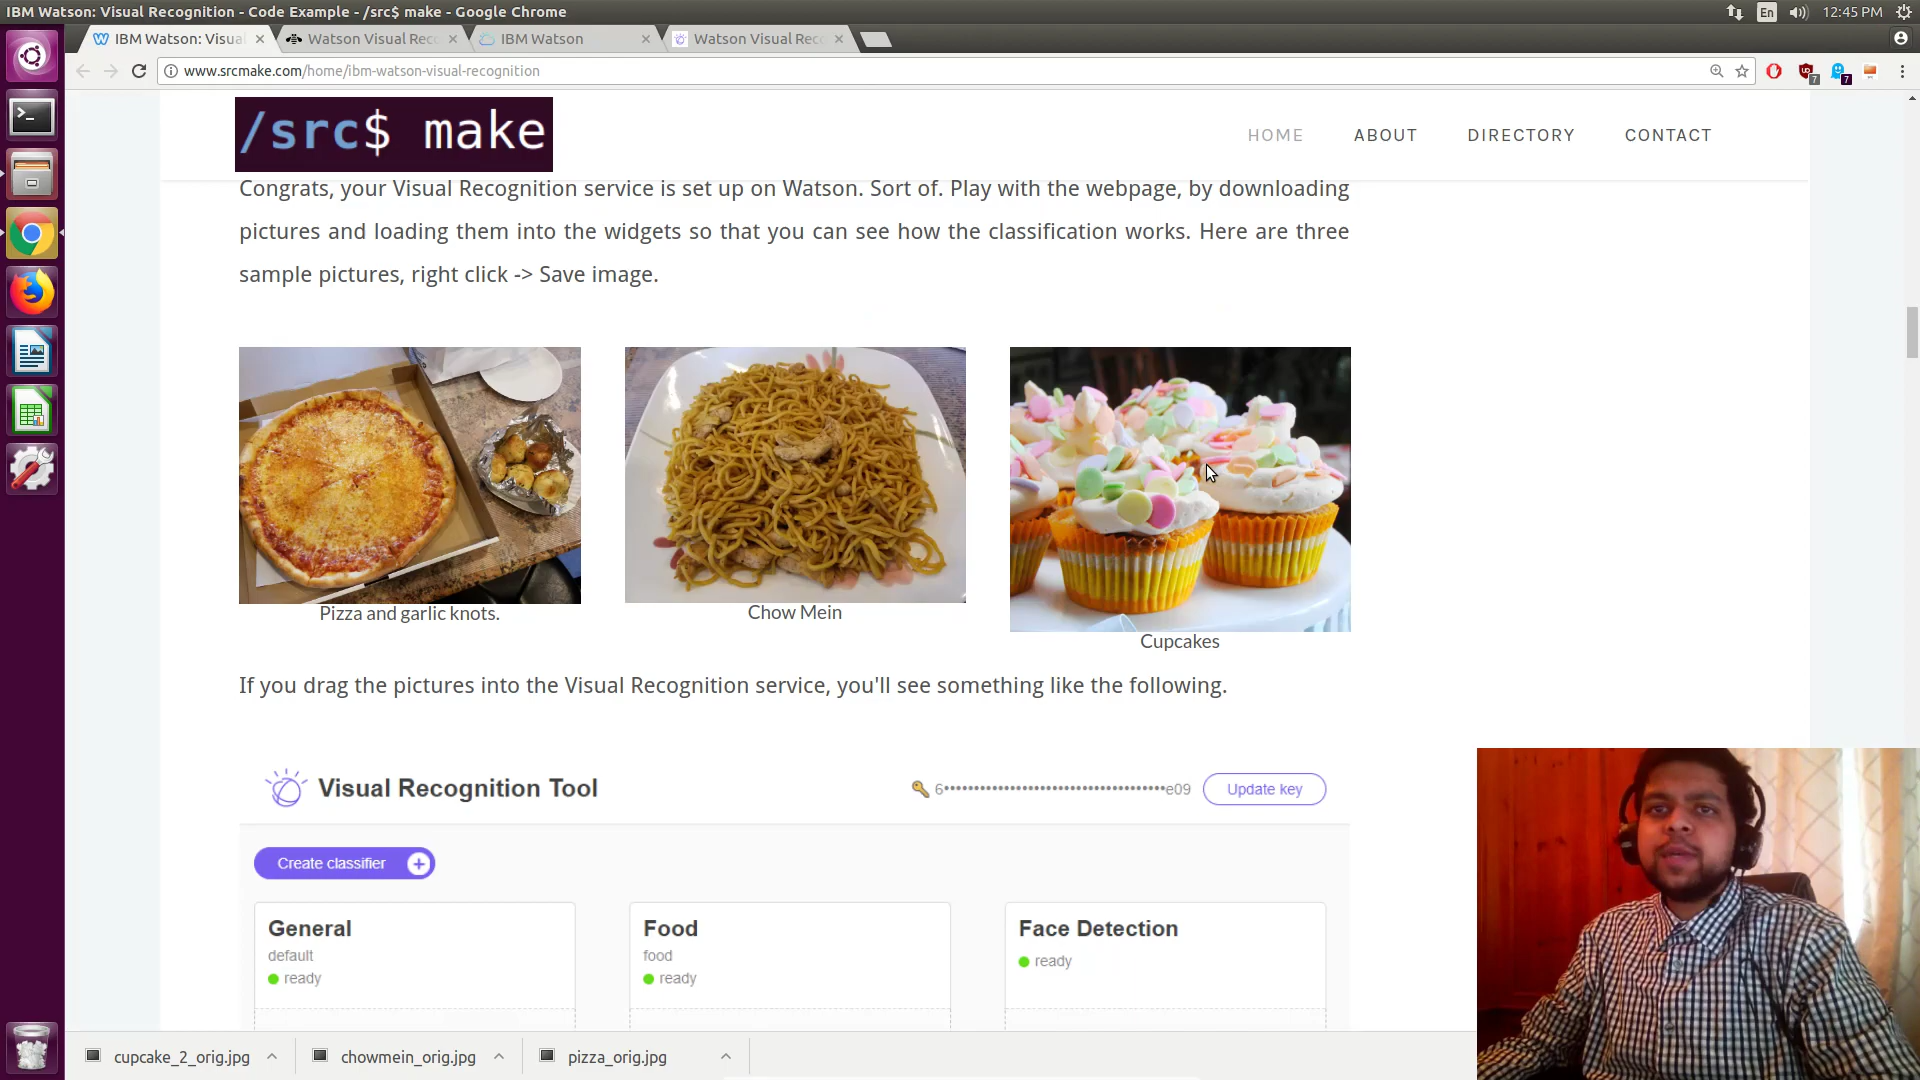 IBM Watson: Visual Recognition - Code Example - /src$ make - Google Chrome
En
12:45 PM
IBM Watson: Visual
Watson Visual Rec
IBM Watson
Watson Visual Rec
www.srcmake.com/home/ibm-watson-visual-recognition
7
7
/src$ make
HOME
ABOUT
DIRECTORY
CONTACT
Congrats, your Visual Recognition service is set up on Watson. Sort of. Play with the webpage, by downloading
pictures and loading them into the widgets so that you can see how the classification works. Here are three
sample pictures, right click -> Save image.
Pizza and garlic knots.
Chow Mein
Cupcakes
If you drag the pictures into the Visual Recognition service, you'll see something like the following.
Visual Recognition Tool
6••••••••••••••••••••••••••••••••••••e09
Update key
Create classifier +
General
default
ready
Food
food
ready
Face Detection
ready
cupcake_2_orig.jpg
chowmein_orig.jpg
pizza_orig.jpg